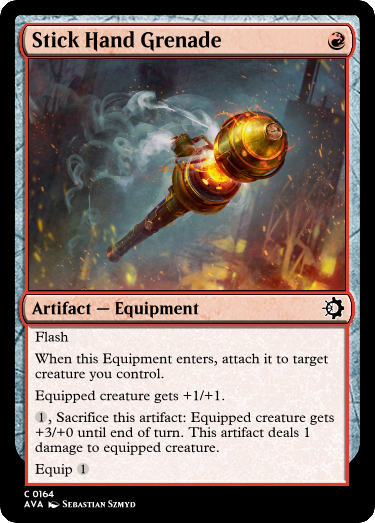 Stick Hand Grenade
Artifact — Equipment
Flash
When this Equipment enters, attach it to target
creature you control.
Equipped creature gets +1/+1.
1, Sacrifice this artifact: Equipped creature gets
+3/+0 until end of turn. This artifact deals 1
damage to equipped creature.
Equip 1
C 0164
AVA Sebastian Szmyd